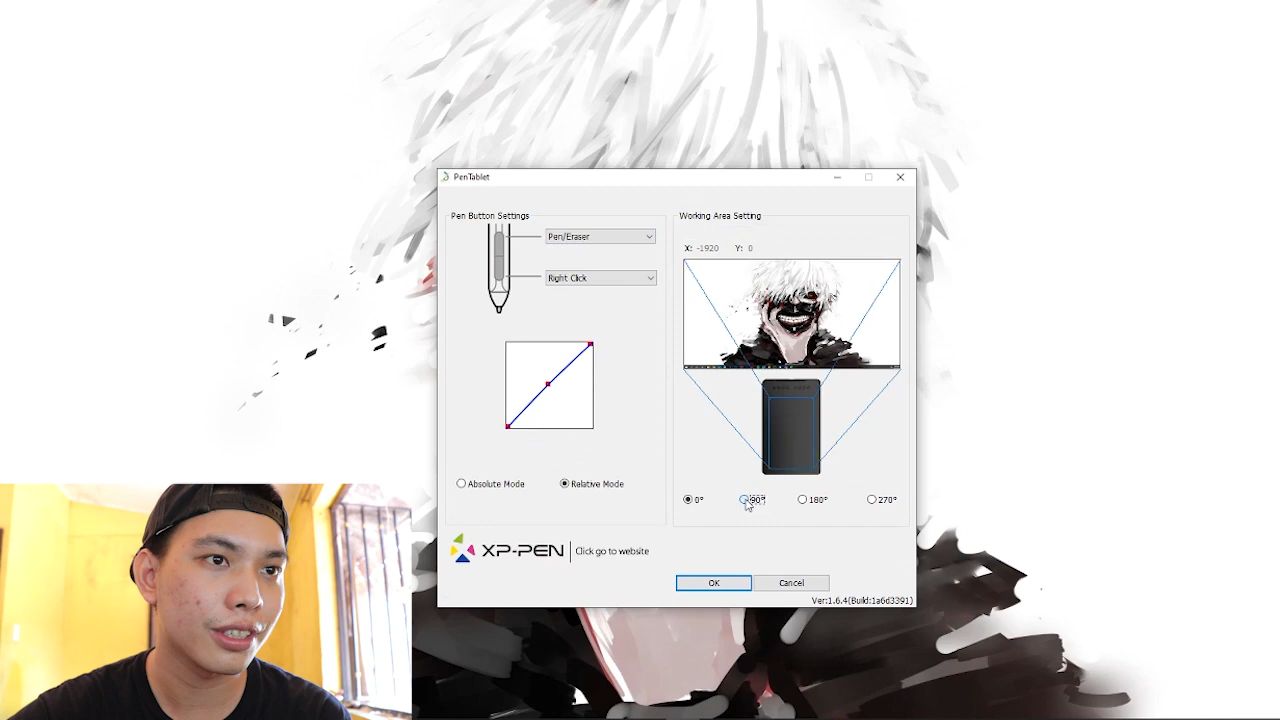 PenTablet
Pen Button Settings
Pen/Eraser
Right Click
Absolute Mode
Relative Mode
Working Area Setting
X: -1920 Y: 0
0° 90° 180° 270°
XP-PEN Click go to website
OK Cancel
Ver:1.6.4(Build:1a6d3391)